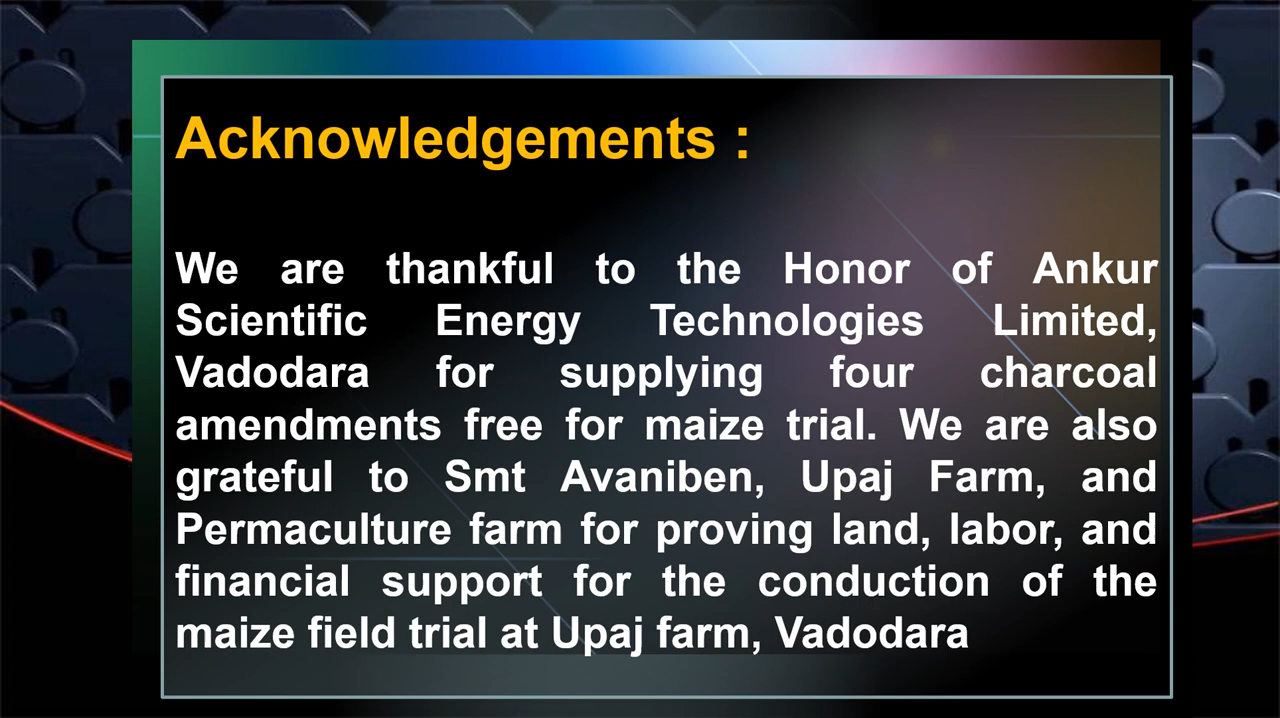 Acknowledgements :
We are thankful to the Honor of Ankur
Scientific Energy Technologies Limited,
Vadodara for supplying four charcoal
amendments free for maize trial. We are also
grateful to Smt Avaniben, Upaj Farm, and
Permaculture farm for proving land, labor, and
financial support for the conduction of the
maize field trial at Upaj farm, Vadodara